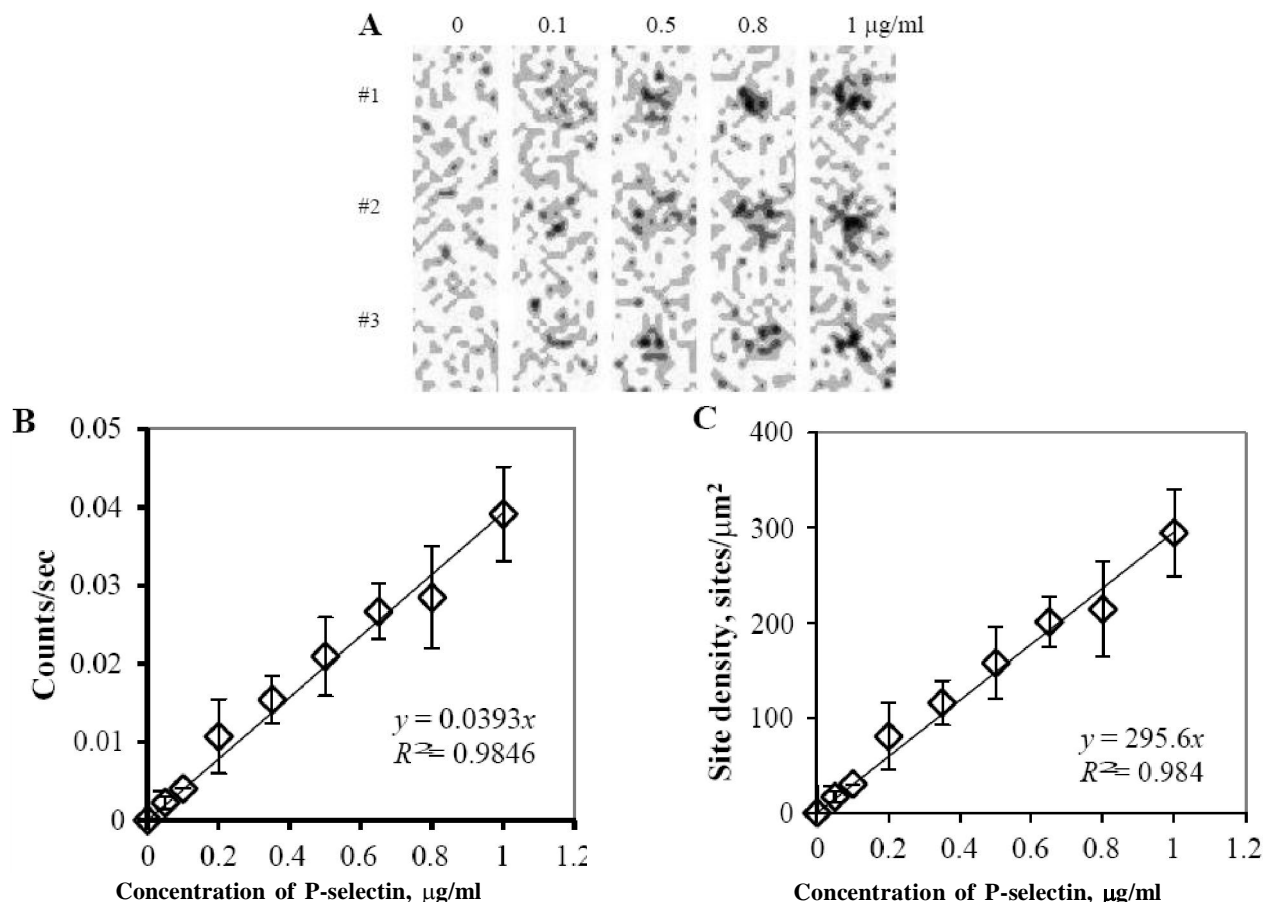 A 0 0.1 0.5 0.8 1 µg/ml
#1
#2
#3
B
0.05
0.04
0.03
0.02
0.01
0
Counts/sec
y = 0.0393x
R² = 0.9846
0 0.2 0.4 0.6 0.8 1 1.2
Concentration of P-selectin, µg/ml
C
400
300
200
100
0
Site density, sites/µm²
y = 295.6x
R² = 0.984
0 0.2 0.4 0.6 0.8 1 1.2
Concentration of P-selectin, µg/ml